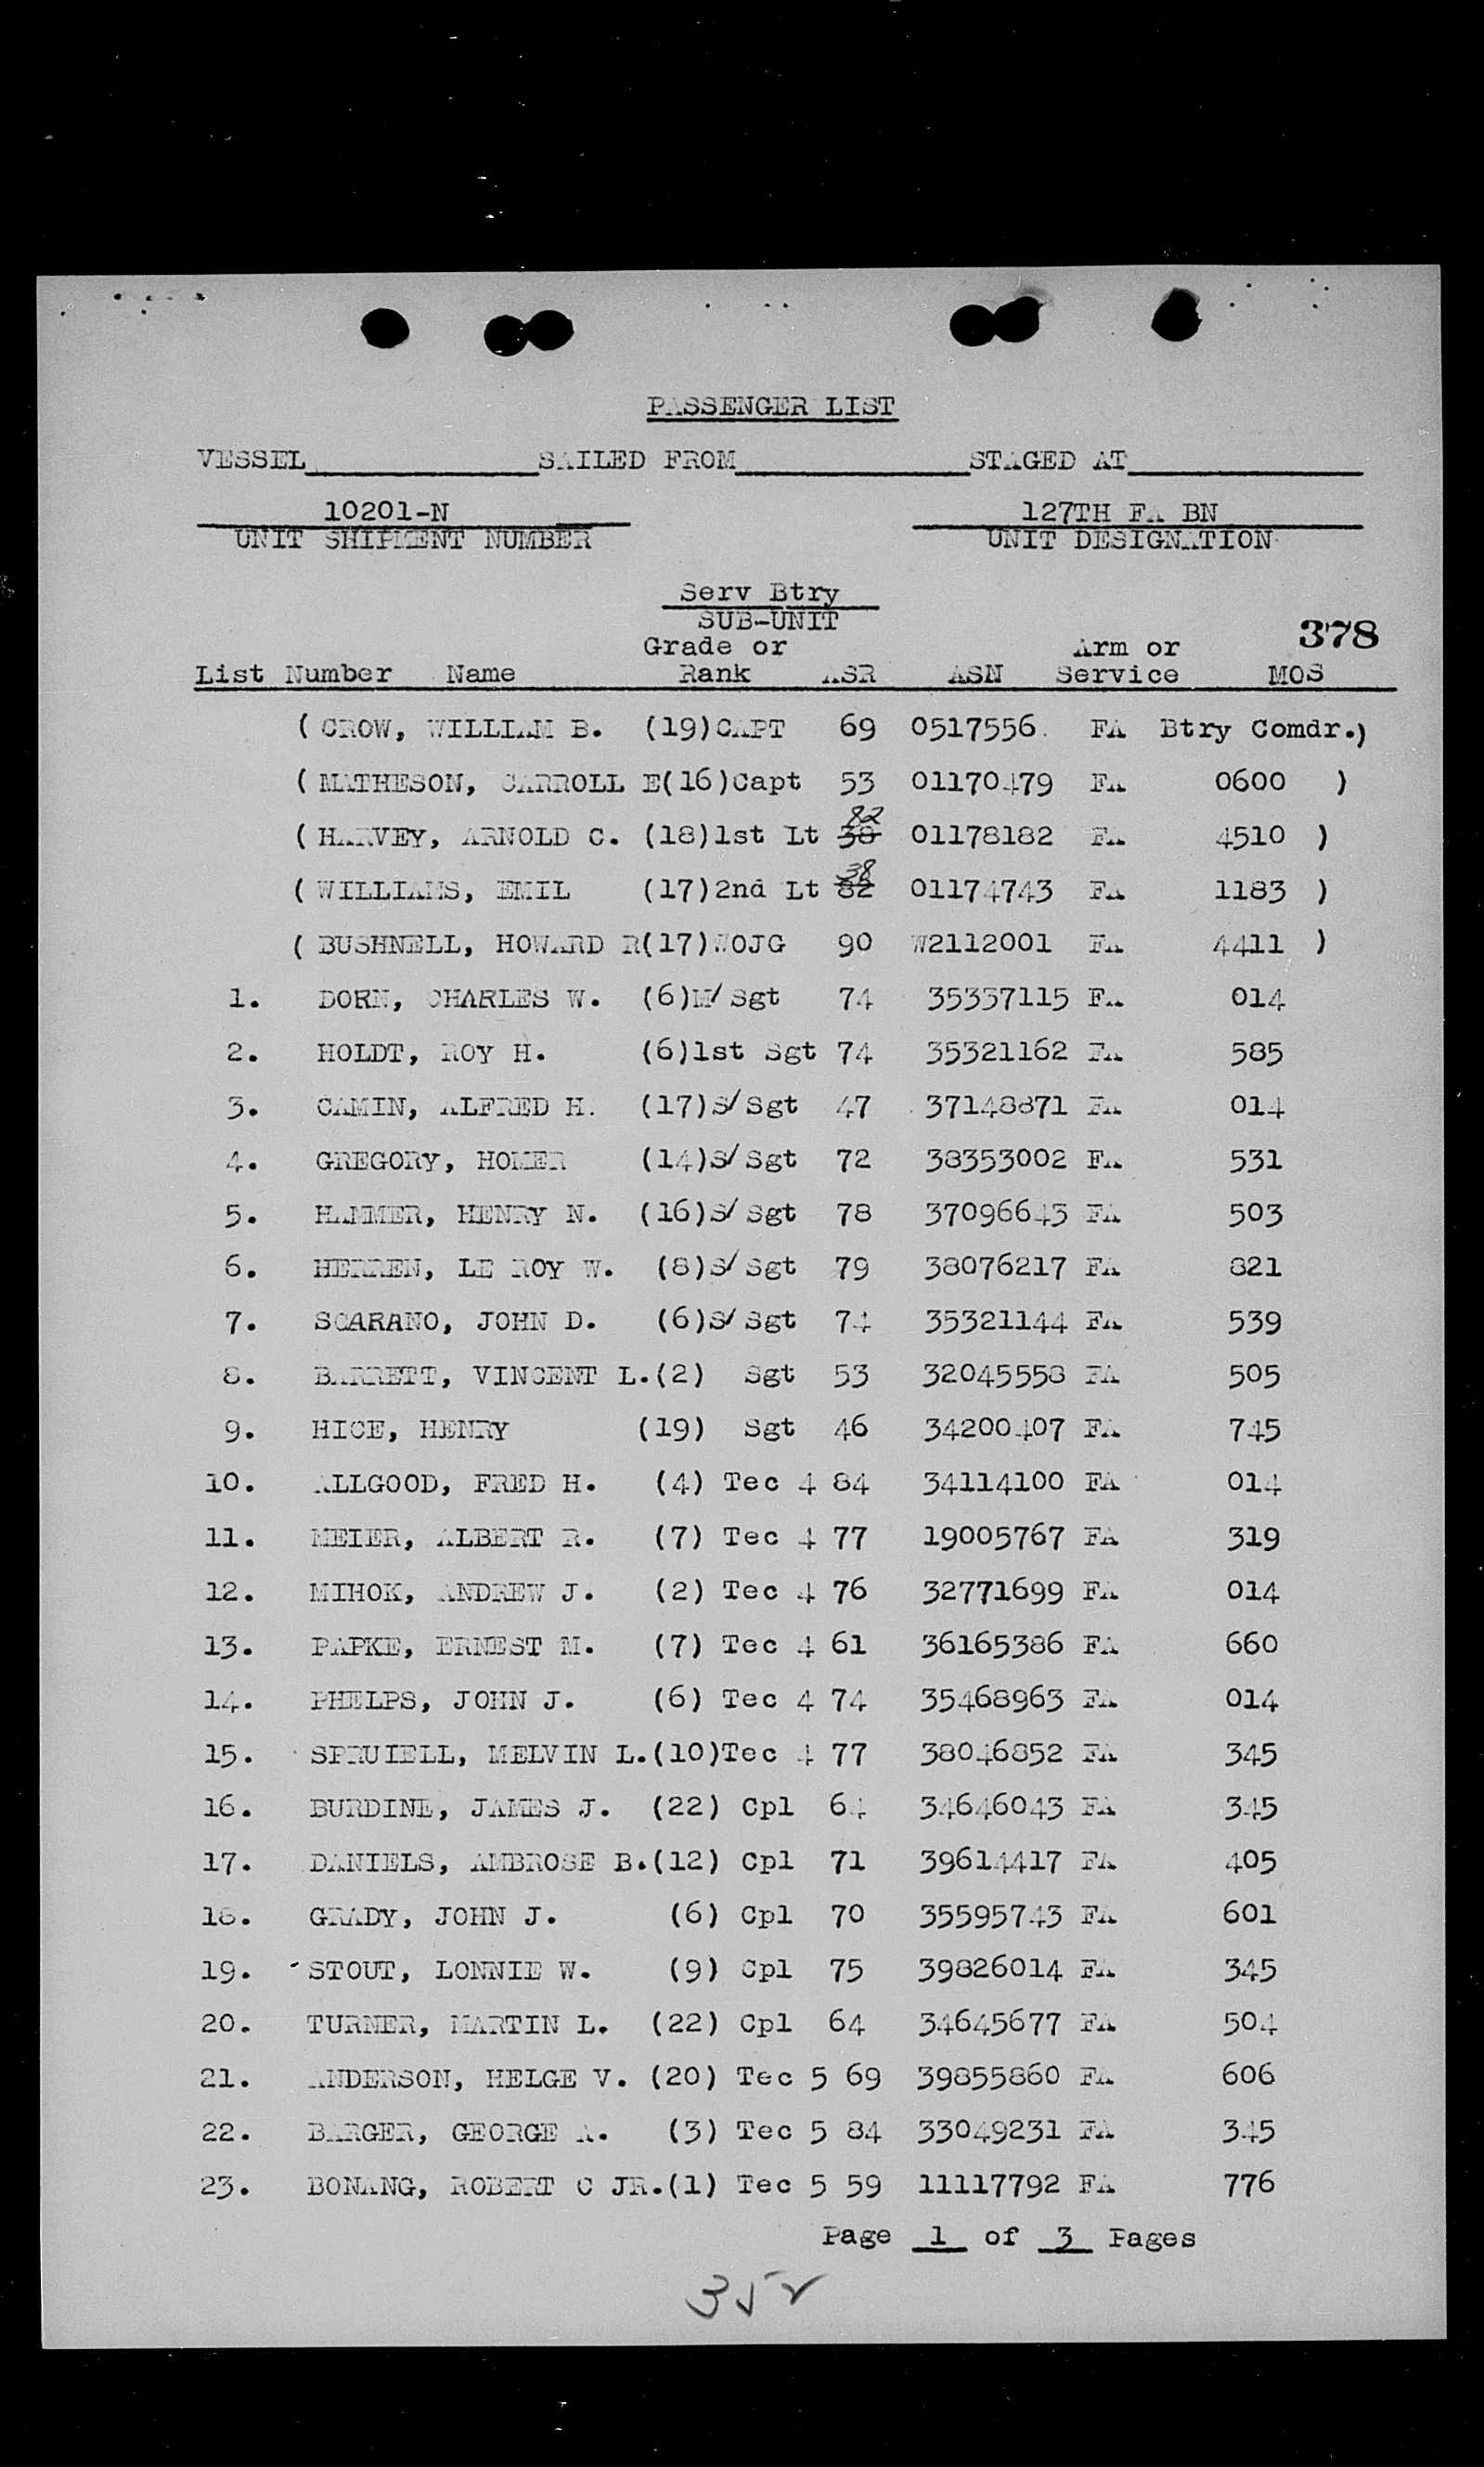 PASSENGER LIST
VESSEL____________SAILED FROM____________STAGED AT____________
10201-N 127TH FA BN
UNIT SHIPMENT NUMBER UNIT DESIGNATION
Serv Btry
SUB-UNIT
378
Grade or Arm or
List Number Name Rank ASR ASN Service MOS
( CROW, WILLIAM B. (19)CAPT 69 0517556. FA Btry Comdr.)
( MATHESON, CARROLL E(16)Capt 53 01170479 FA 0600 )
82
( HARVEY, ARNOLD C. (18)1st Lt 38 01178182 FA 4510 )
38
( WILLIAMS, EMIL (17)2nd Lt 82 01174743 FA 1183 )
( BUSHNELL, HOWARD R(17)WOJG 90 W2112001 FA 4411 )
1. DORN, CHARLES W. (6)M/Sgt 74 35337115 FA 014
2. HOLDT, ROY H. (6)1st Sgt 74 35321162 FA 585
3. CAMIN, ALFRED H. (17)S/Sgt 47 37148871 FA 014
4. GREGORY, HOMER (14)S/Sgt 72 38353002 FA 531
5. HAMMER, HENRY N. (16)S/Sgt 78 37096643 FA 503
6. HERREN, LE ROY W. (8)S/Sgt 79 38076217 FA 821
7. SCARANO, JOHN D. (6)S/Sgt 74 35321144 FA 539
8. BARRETT, VINCENT L.(2) Sgt 53 32045558 FA 505
9. HICE, HENRY (19) Sgt 46 34200407 FA 745
10. ALLGOOD, FRED H. (4) Tec 4 84 34114100 FA 014
11. MEIER, ALBERT R. (7) Tec 4 77 19005767 FA 319
12. MIHOK, ANDREW J. (2) Tec 4 76 32771699 FA 014
13. PAPKE, ERNEST M. (7) Tec 4 61 36165386 FA 660
14. PHELPS, JOHN J. (6) Tec 4 74 35468963 FA 014
15. SPRUIELL, MELVIN L.(10)Tec 4 77 38046852 FA 345
16. BURDINE, JAMES J. (22) Cpl 64 34646043 FA 345
17. DANIELS, AMBROSE B.(12) Cpl 71 39614417 FA 405
18. GRADY, JOHN J. (6) Cpl 70 35595743 FA 601
19. STOUT, LONNIE W. (9) Cpl 75 39826014 FA 345
20. TURNER, MARTIN L. (22) Cpl 64 34645677 FA 504
21. ANDERSON, HELGE V. (20) Tec 5 69 39855860 FA 606
22. BARGER, GEORGE A. (3) Tec 5 84 33049231 FA 345
23. BONANG, ROBERT C JR.(1) Tec 5 59 11117792 FA 776
Page 1 of 3 Pages
352